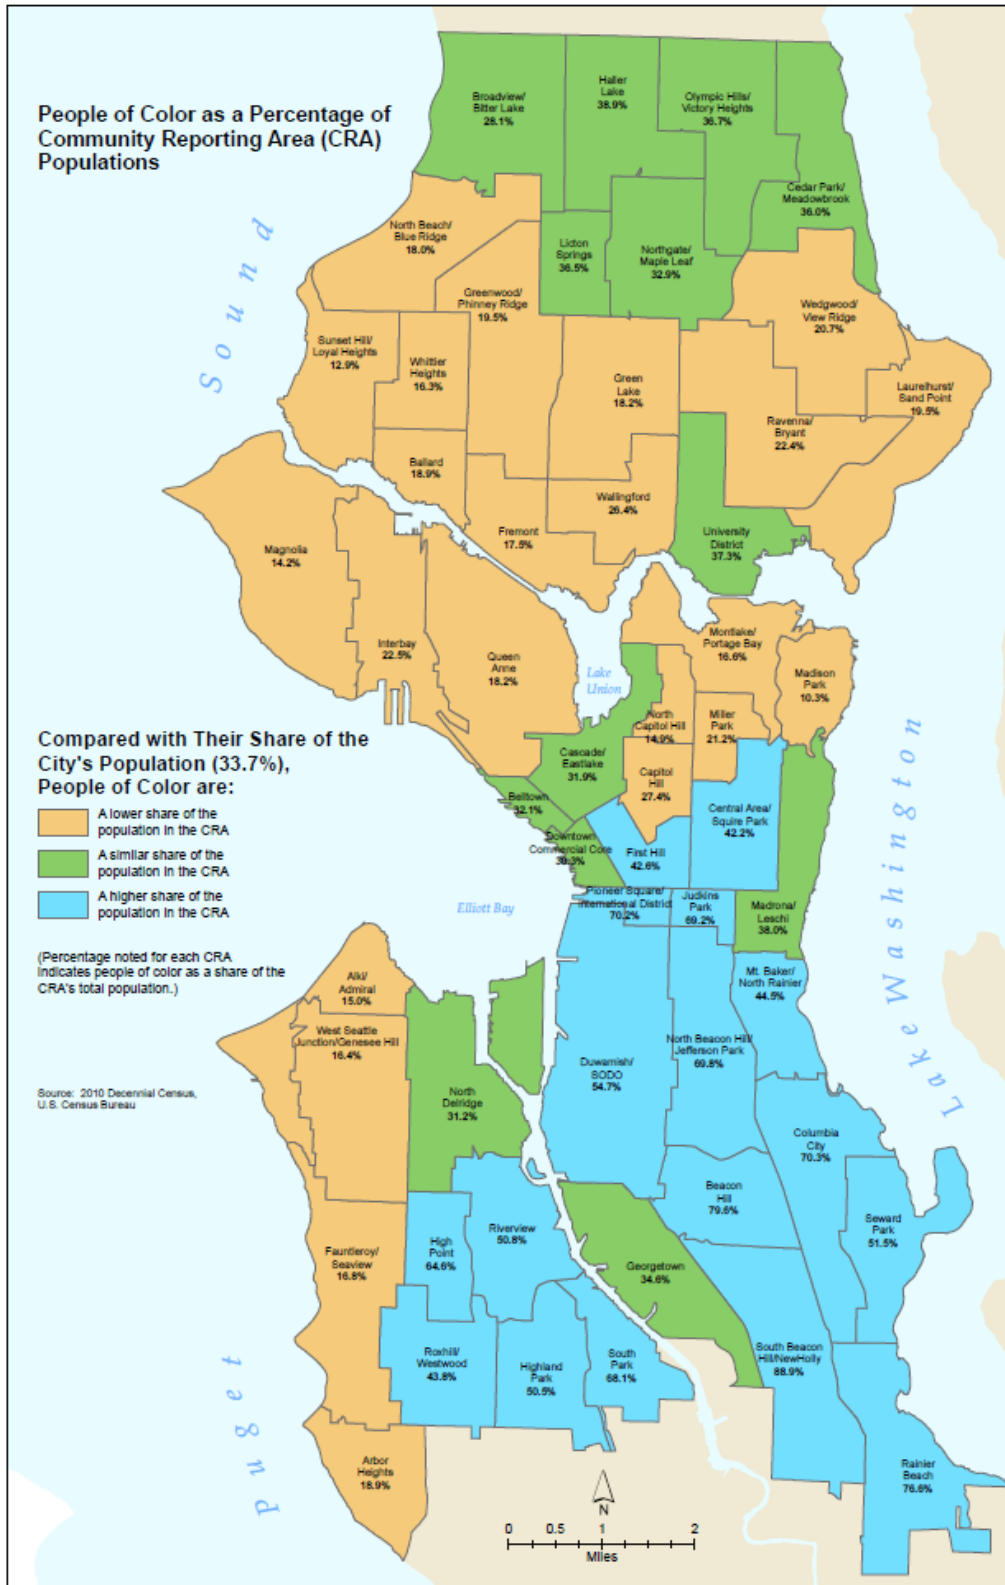 People of Color as a Percentage of
Community Reporting Area (CRA)
Populations
Broadview/
Bitter Lake
28.1%
Haller
Lake
38.9%
Olympic Hills/
Victory Heights
36.7%
Cedar Park/
Meadowbrook
36.0%
North Beach/
Blue Ridge
18.0%
Licton
Springs
36.5%
Northgate/
Maple Leaf
32.9%
Greenwood/
Phinney Ridge
19.5%
Wedgwood/
View Ridge
20.7%
Sunset Hill/
Loyal Heights
12.9%
Whittier
Heights
16.3%
Green
Lake
18.2%
Laurelhurst/
Sand Point
19.5%
Ravenna/
Bryant
22.4%
Ballard
18.9%
Wallingford
26.4%
Fremont
17.5%
University
District
37.3%
Magnolia
14.2%
Interbay
22.5%
Queen
Anne
18.2%
Lake
Union
Montlake/
Portage Bay
16.6%
Madison
Park
10.3%
North
Capitol Hill
14.9%
Miller
Park
21.2%
Cascade/
Eastlake
31.9%
Capitol
Hill
27.4%
Belltown
32.1%
Central Area/
Squire Park
42.2%
Downtown
Commercial Core
First Hill
42.6%
Pioneer Square/
International District
70.2%
Judkins
Park
69.2%
Madrona/
Leschi
38.0%
Compared with Their Share of the
City's Population (33.7%),
People of Color are:
A lower share of the
population in the CRA
A similar share of the
population in the CRA
A higher share of the
population in the CRA
(Percentage noted for each CRA
indicates people of color as a share of the
CRA's total population.)
Source: 2010 Decennial Census,
U.S. Census Bureau
Elliott Bay
Alki/
Admiral
15.0%
West Seattle
Junction/Genesee Hill
16.4%
North
Delridge
31.2%
Duwamish/
SODO
54.7%
North Beacon Hill/
Jefferson Park
69.8%
Mt. Baker/
North Rainier
44.5%
Columbia
City
70.3%
Beacon
Hill
79.6%
Seward
Park
51.5%
Fauntleroy/
Seaview
16.8%
High
Point
64.6%
Riverview
50.8%
Georgetown
34.6%
Roxhill/
Westwood
43.8%
Highland
Park
50.5%
South
Park
68.1%
South Beacon
Hill/NewHolly
88.9%
Arbor
Heights
18.9%
Rainier
Beach
76.6%
Puget
Sound
Lake Washington
N
0 0.5 1 2
Miles